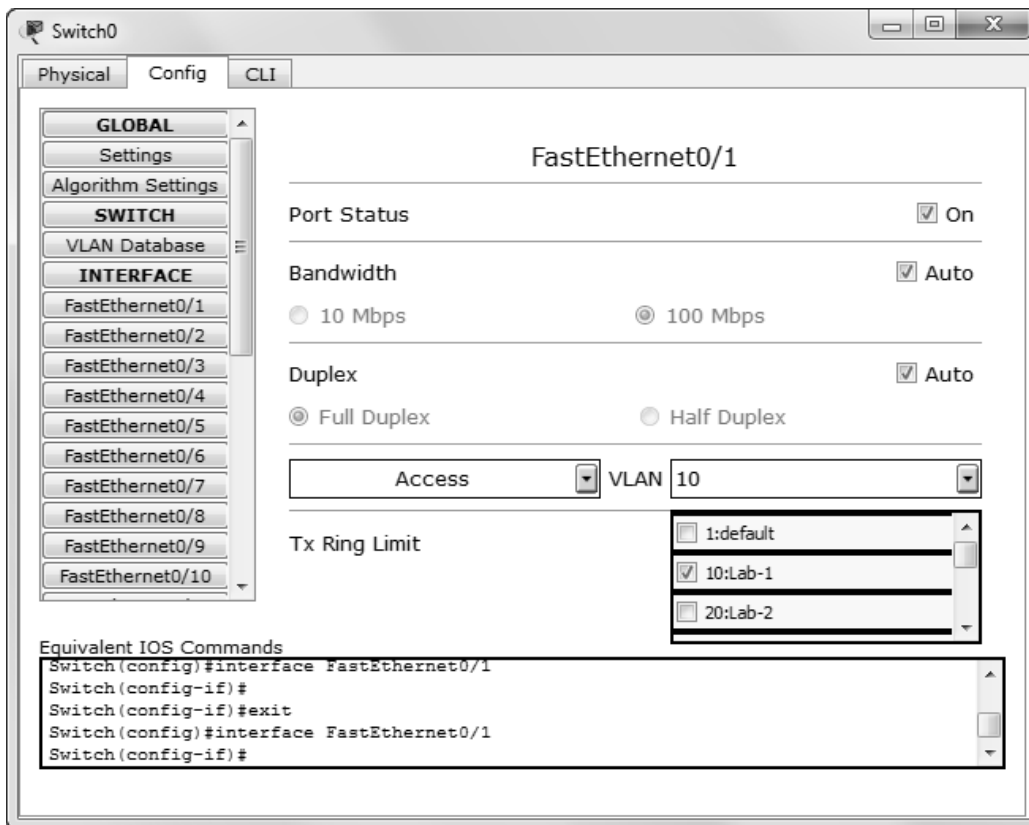 Switch0
Physical Config CLI
GLOBAL
Settings
Algorithm Settings
SWITCH
VLAN Database
INTERFACE
FastEthernet0/1
FastEthernet0/2
FastEthernet0/3
FastEthernet0/4
FastEthernet0/5
FastEthernet0/6
FastEthernet0/7
FastEthernet0/8
FastEthernet0/9
FastEthernet0/10
FastEthernet0/1
Port Status On
Bandwidth Auto
10 Mbps 100 Mbps
Duplex Auto
Full Duplex Half Duplex
Access VLAN 10
Tx Ring Limit
1:default
10:Lab-1
20:Lab-2
Equivalent IOS Commands
Switch(config)#interface FastEthernet0/1
Switch(config-if)#
Switch(config-if)#exit
Switch(config)#interface FastEthernet0/1
Switch(config-if)#